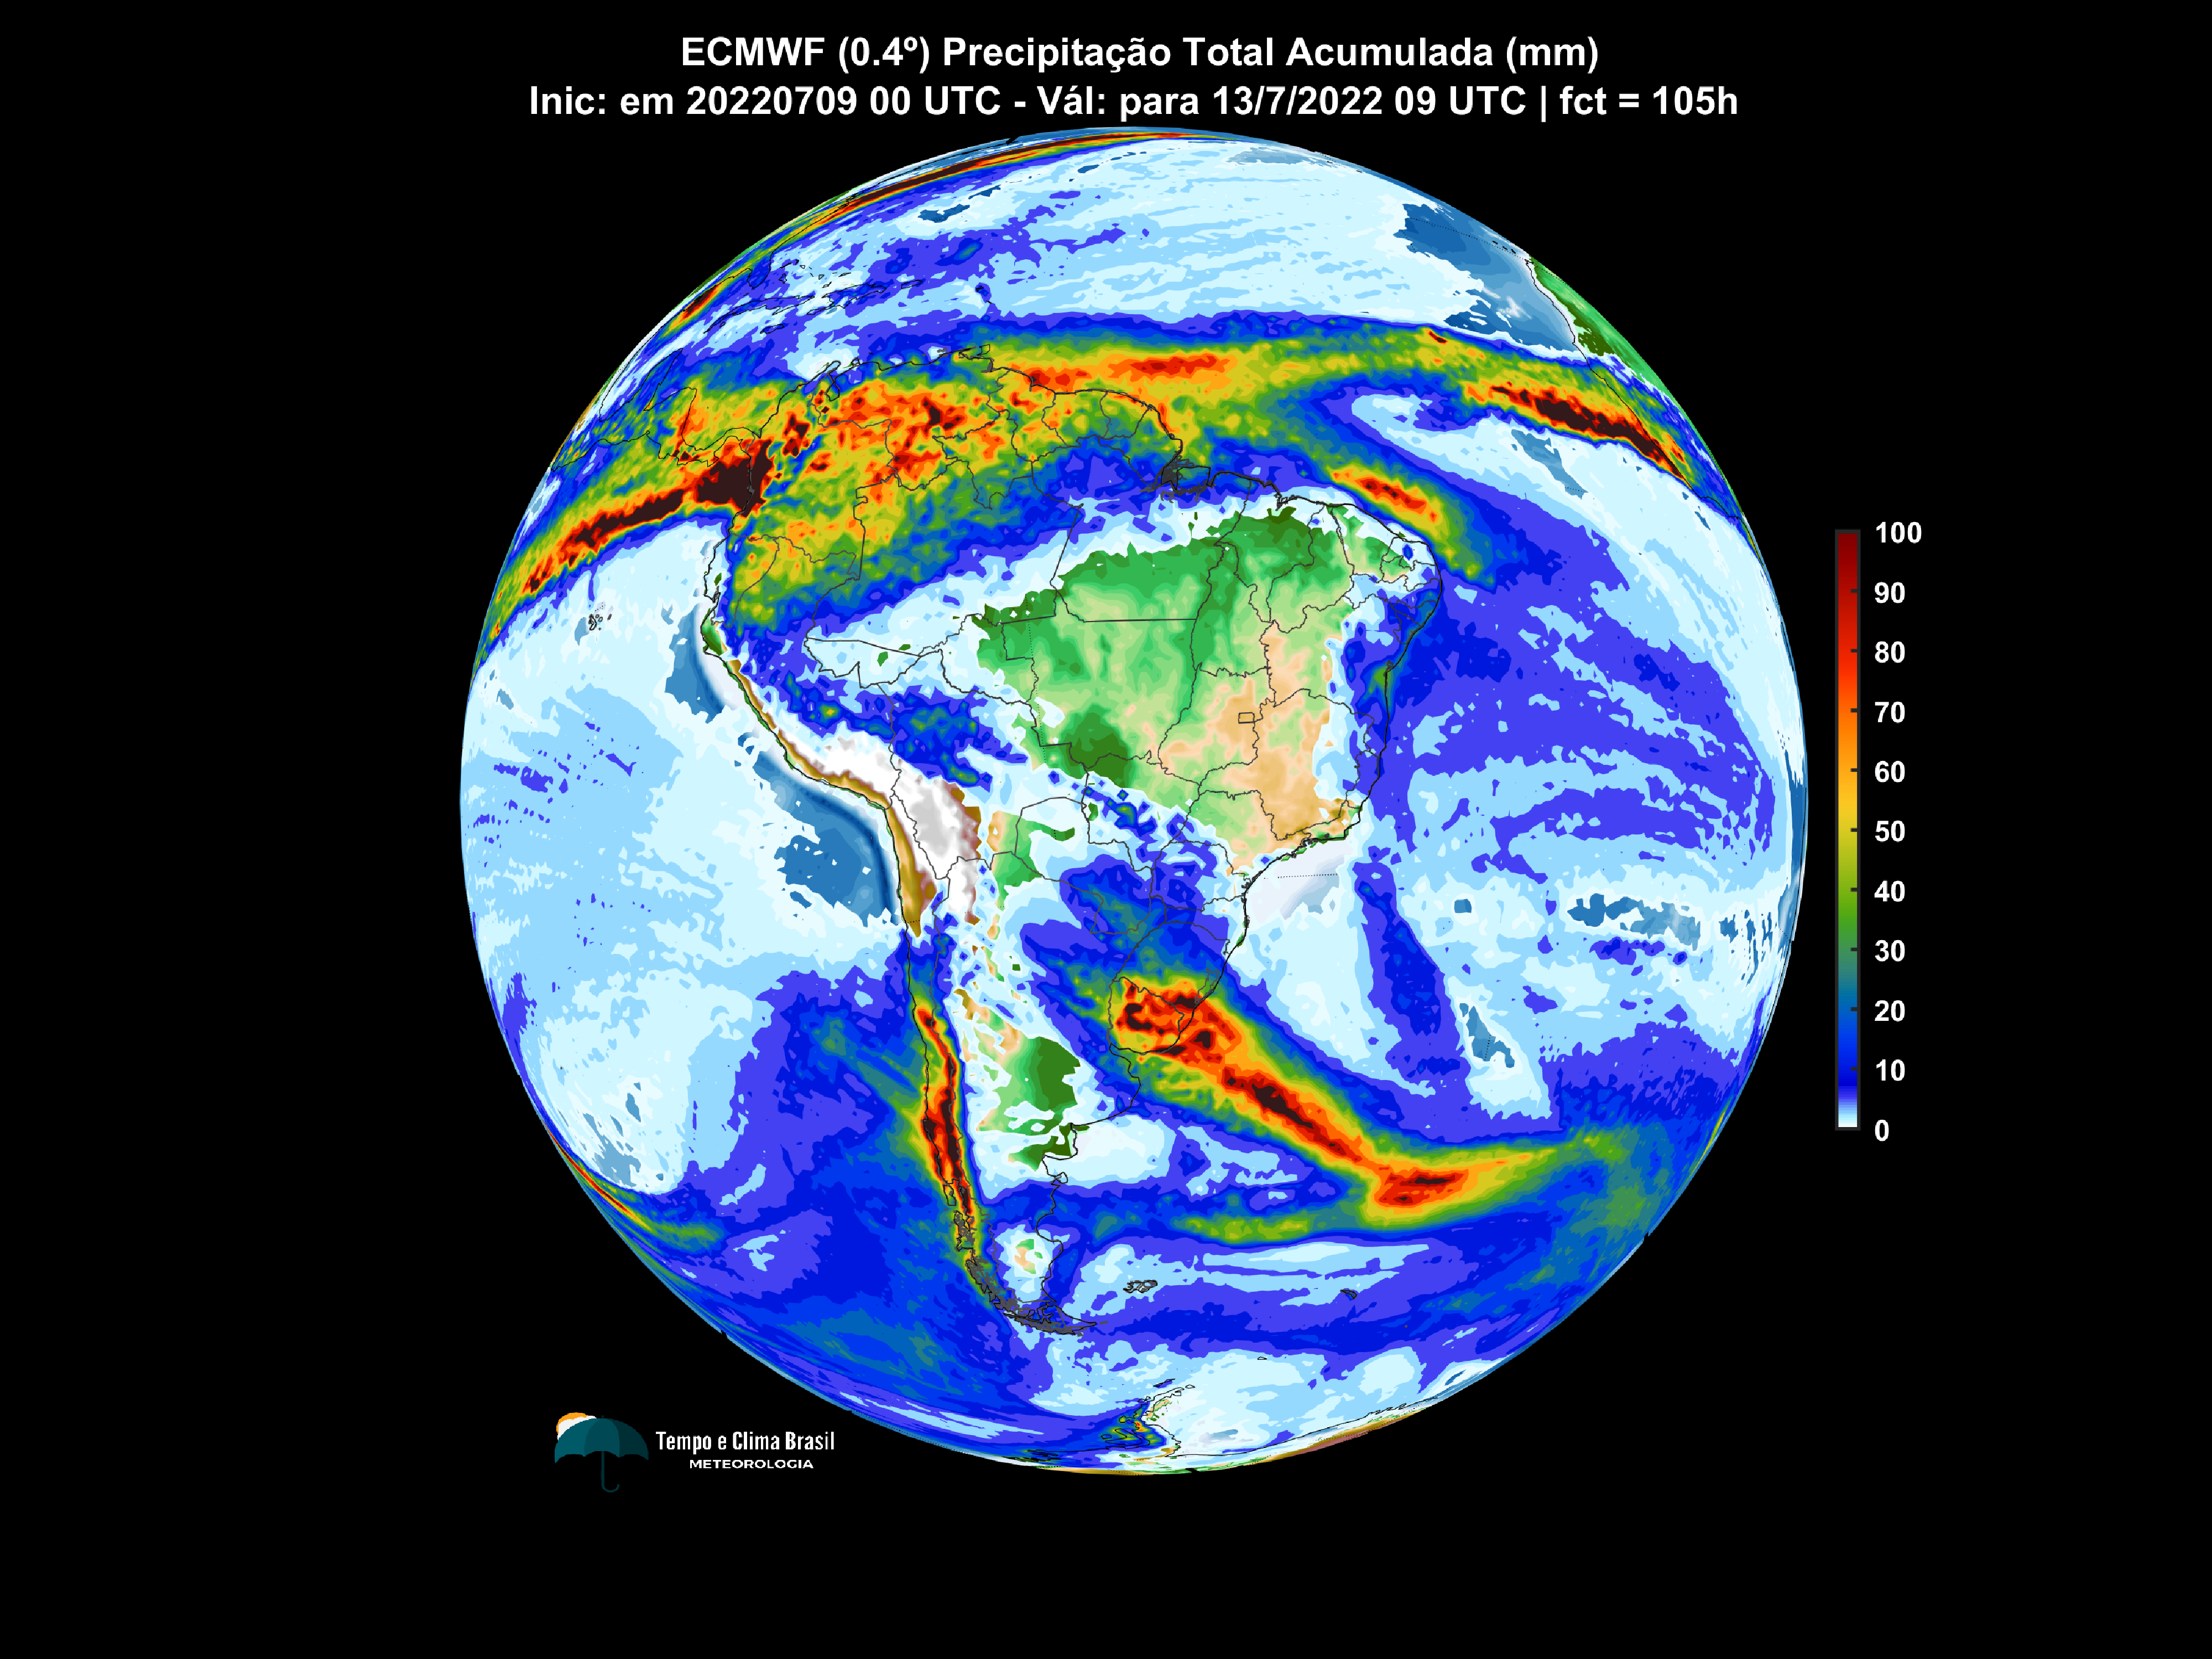 ECMWF (0.4º) Precipitação Total Acumulada (mm)
Inic: em 20220709 00 UTC - Vál: para 13/7/2022 09 UTC | fct = 105h
100
90
80
70
60
50
40
30
20
10
0
Tempo e Clima Brasil
METEOROLOGIA